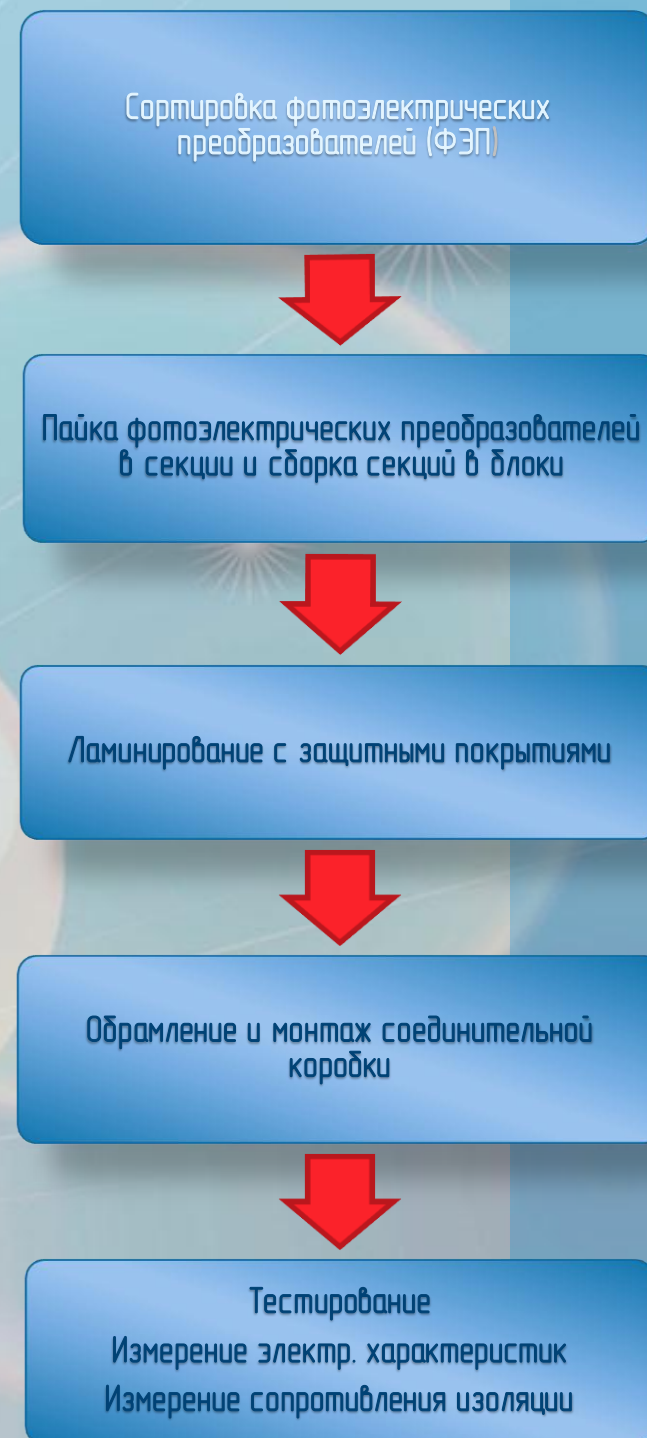 Сортировка фотоэлектрических
преобразователей (ФЭП)
Пайка фотоэлектрических преобразователей
в секции и сборка секций в блоки
Ламинирование с защитными покрытиями
Обрамление и монтаж соединительной
коробки
Тестирование
Измерение электр. характеристик
Измерение сопротивления изоляции